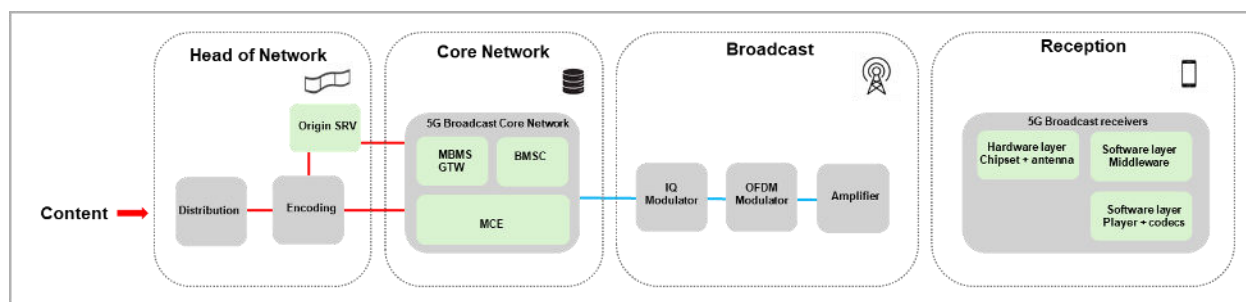 Head of Network
Core Network
Broadcast
Reception
Content
Distribution
Encoding
Origin SRV
5G Broadcast Core Network
MBMS
GTW
BMSC
MCE
IQ
Modulator
OFDM
Modulator
Amplifier
5G Broadcast receivers
Hardware layer
Chipset + antenna
Software layer
Middleware
Software layer
Player + codecs